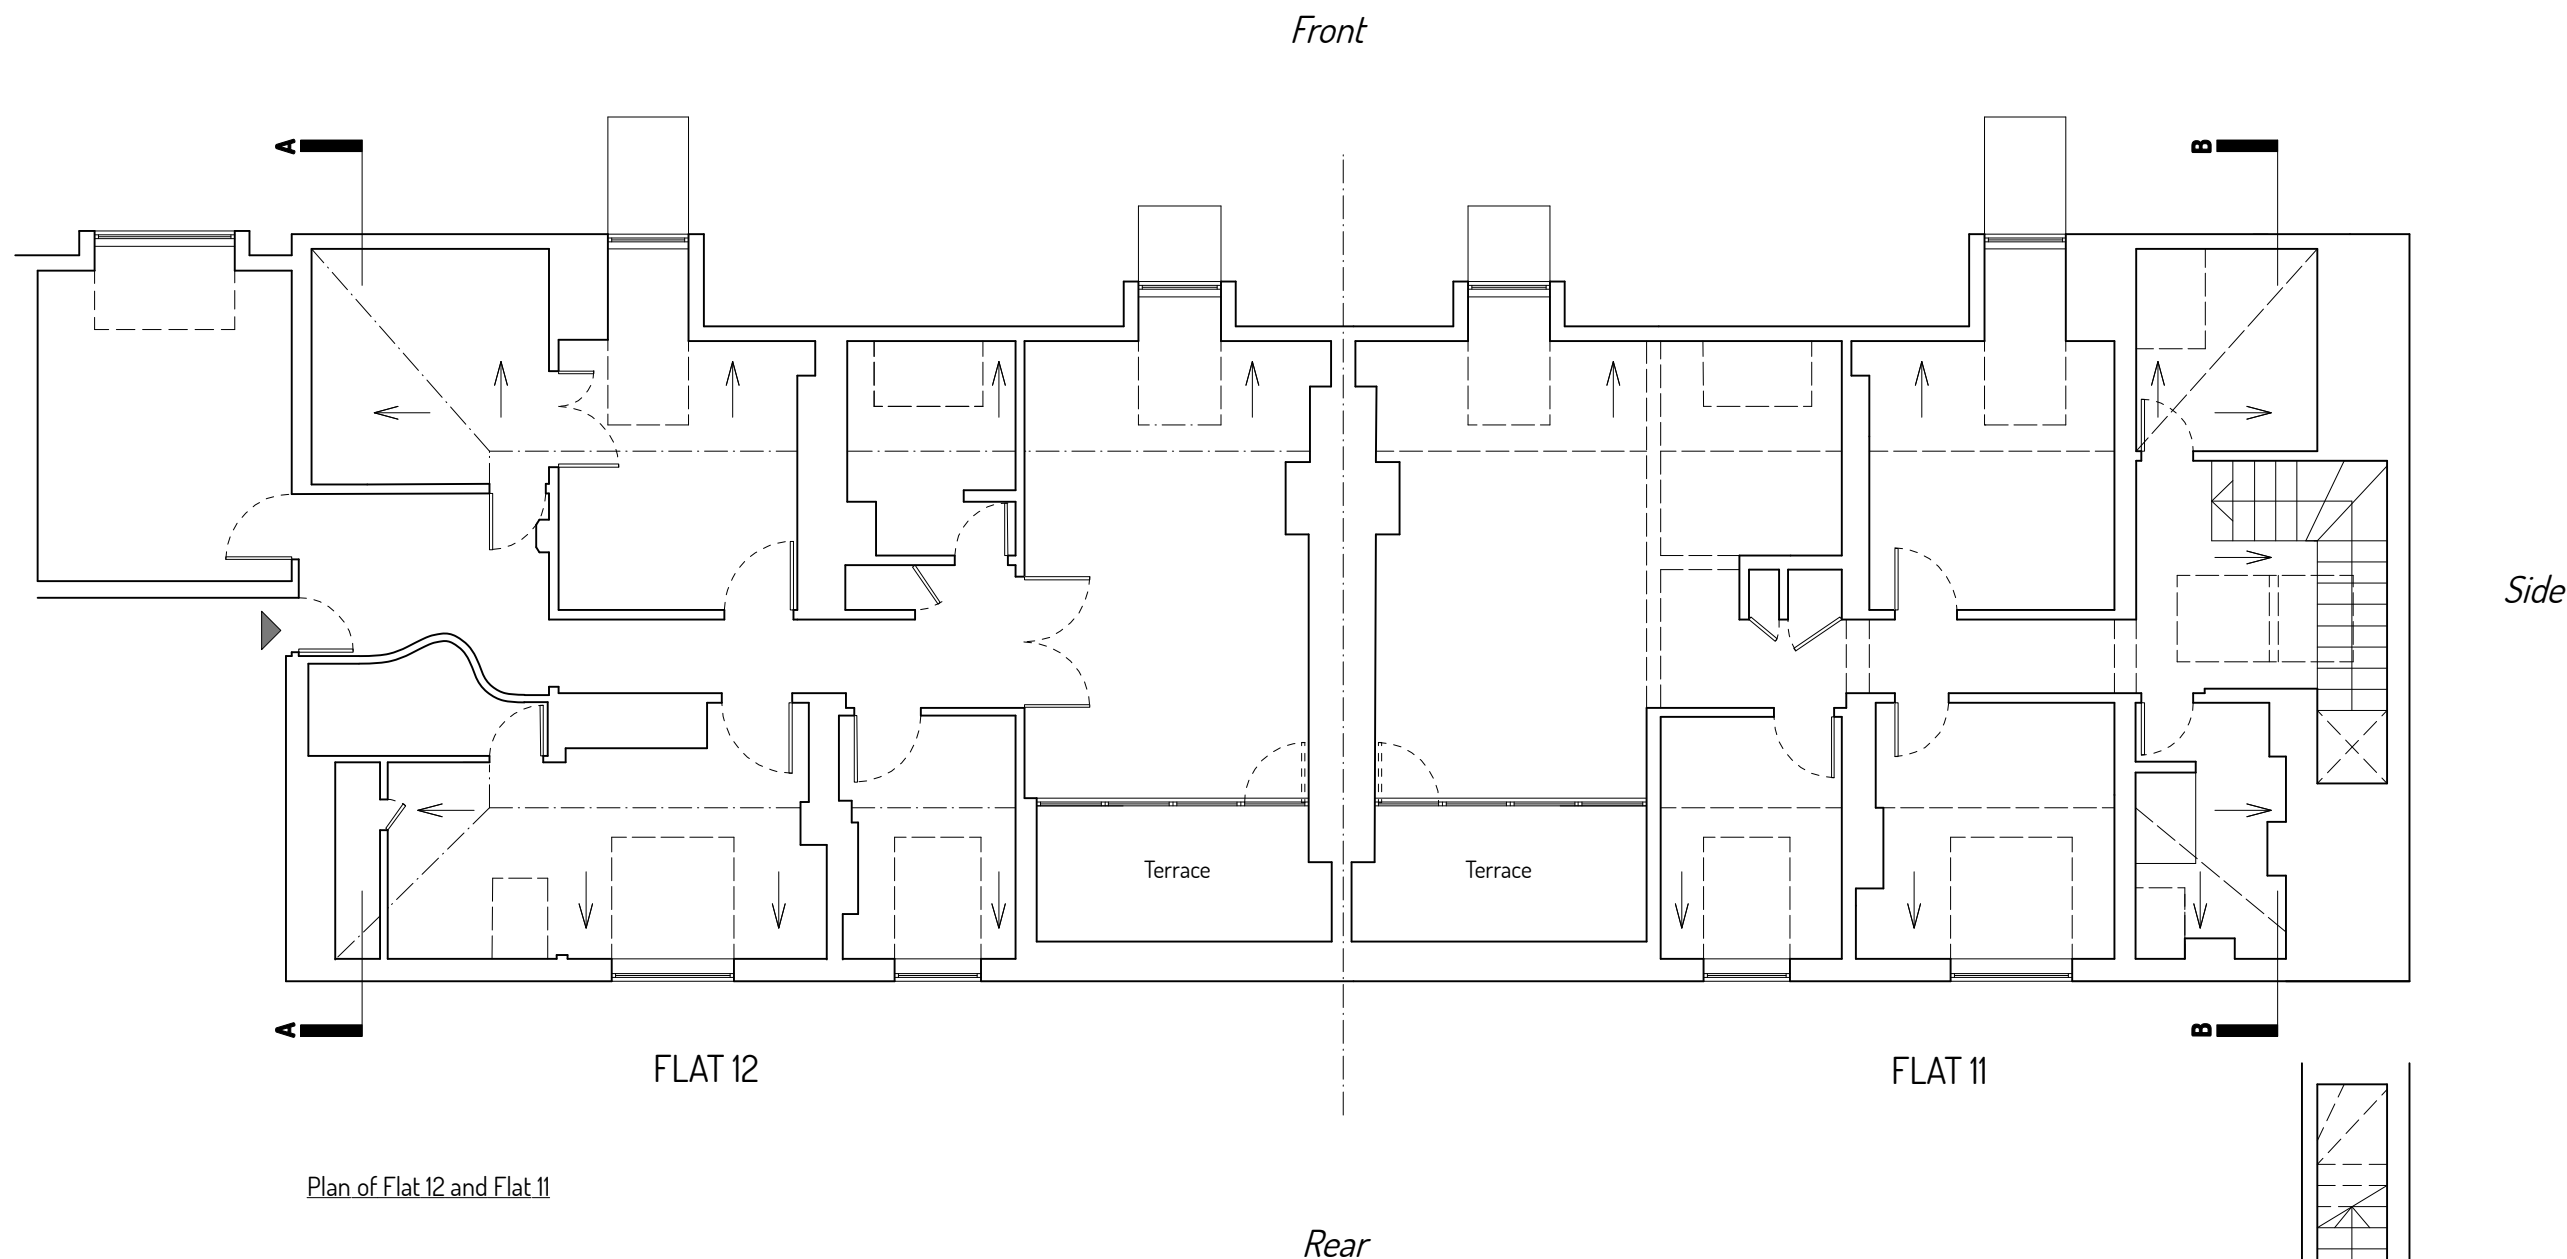 Front
A
B
Side
Terrace
Terrace
A
B
FLAT 12
FLAT 11
Plan of Flat 12 and Flat 11
Rear